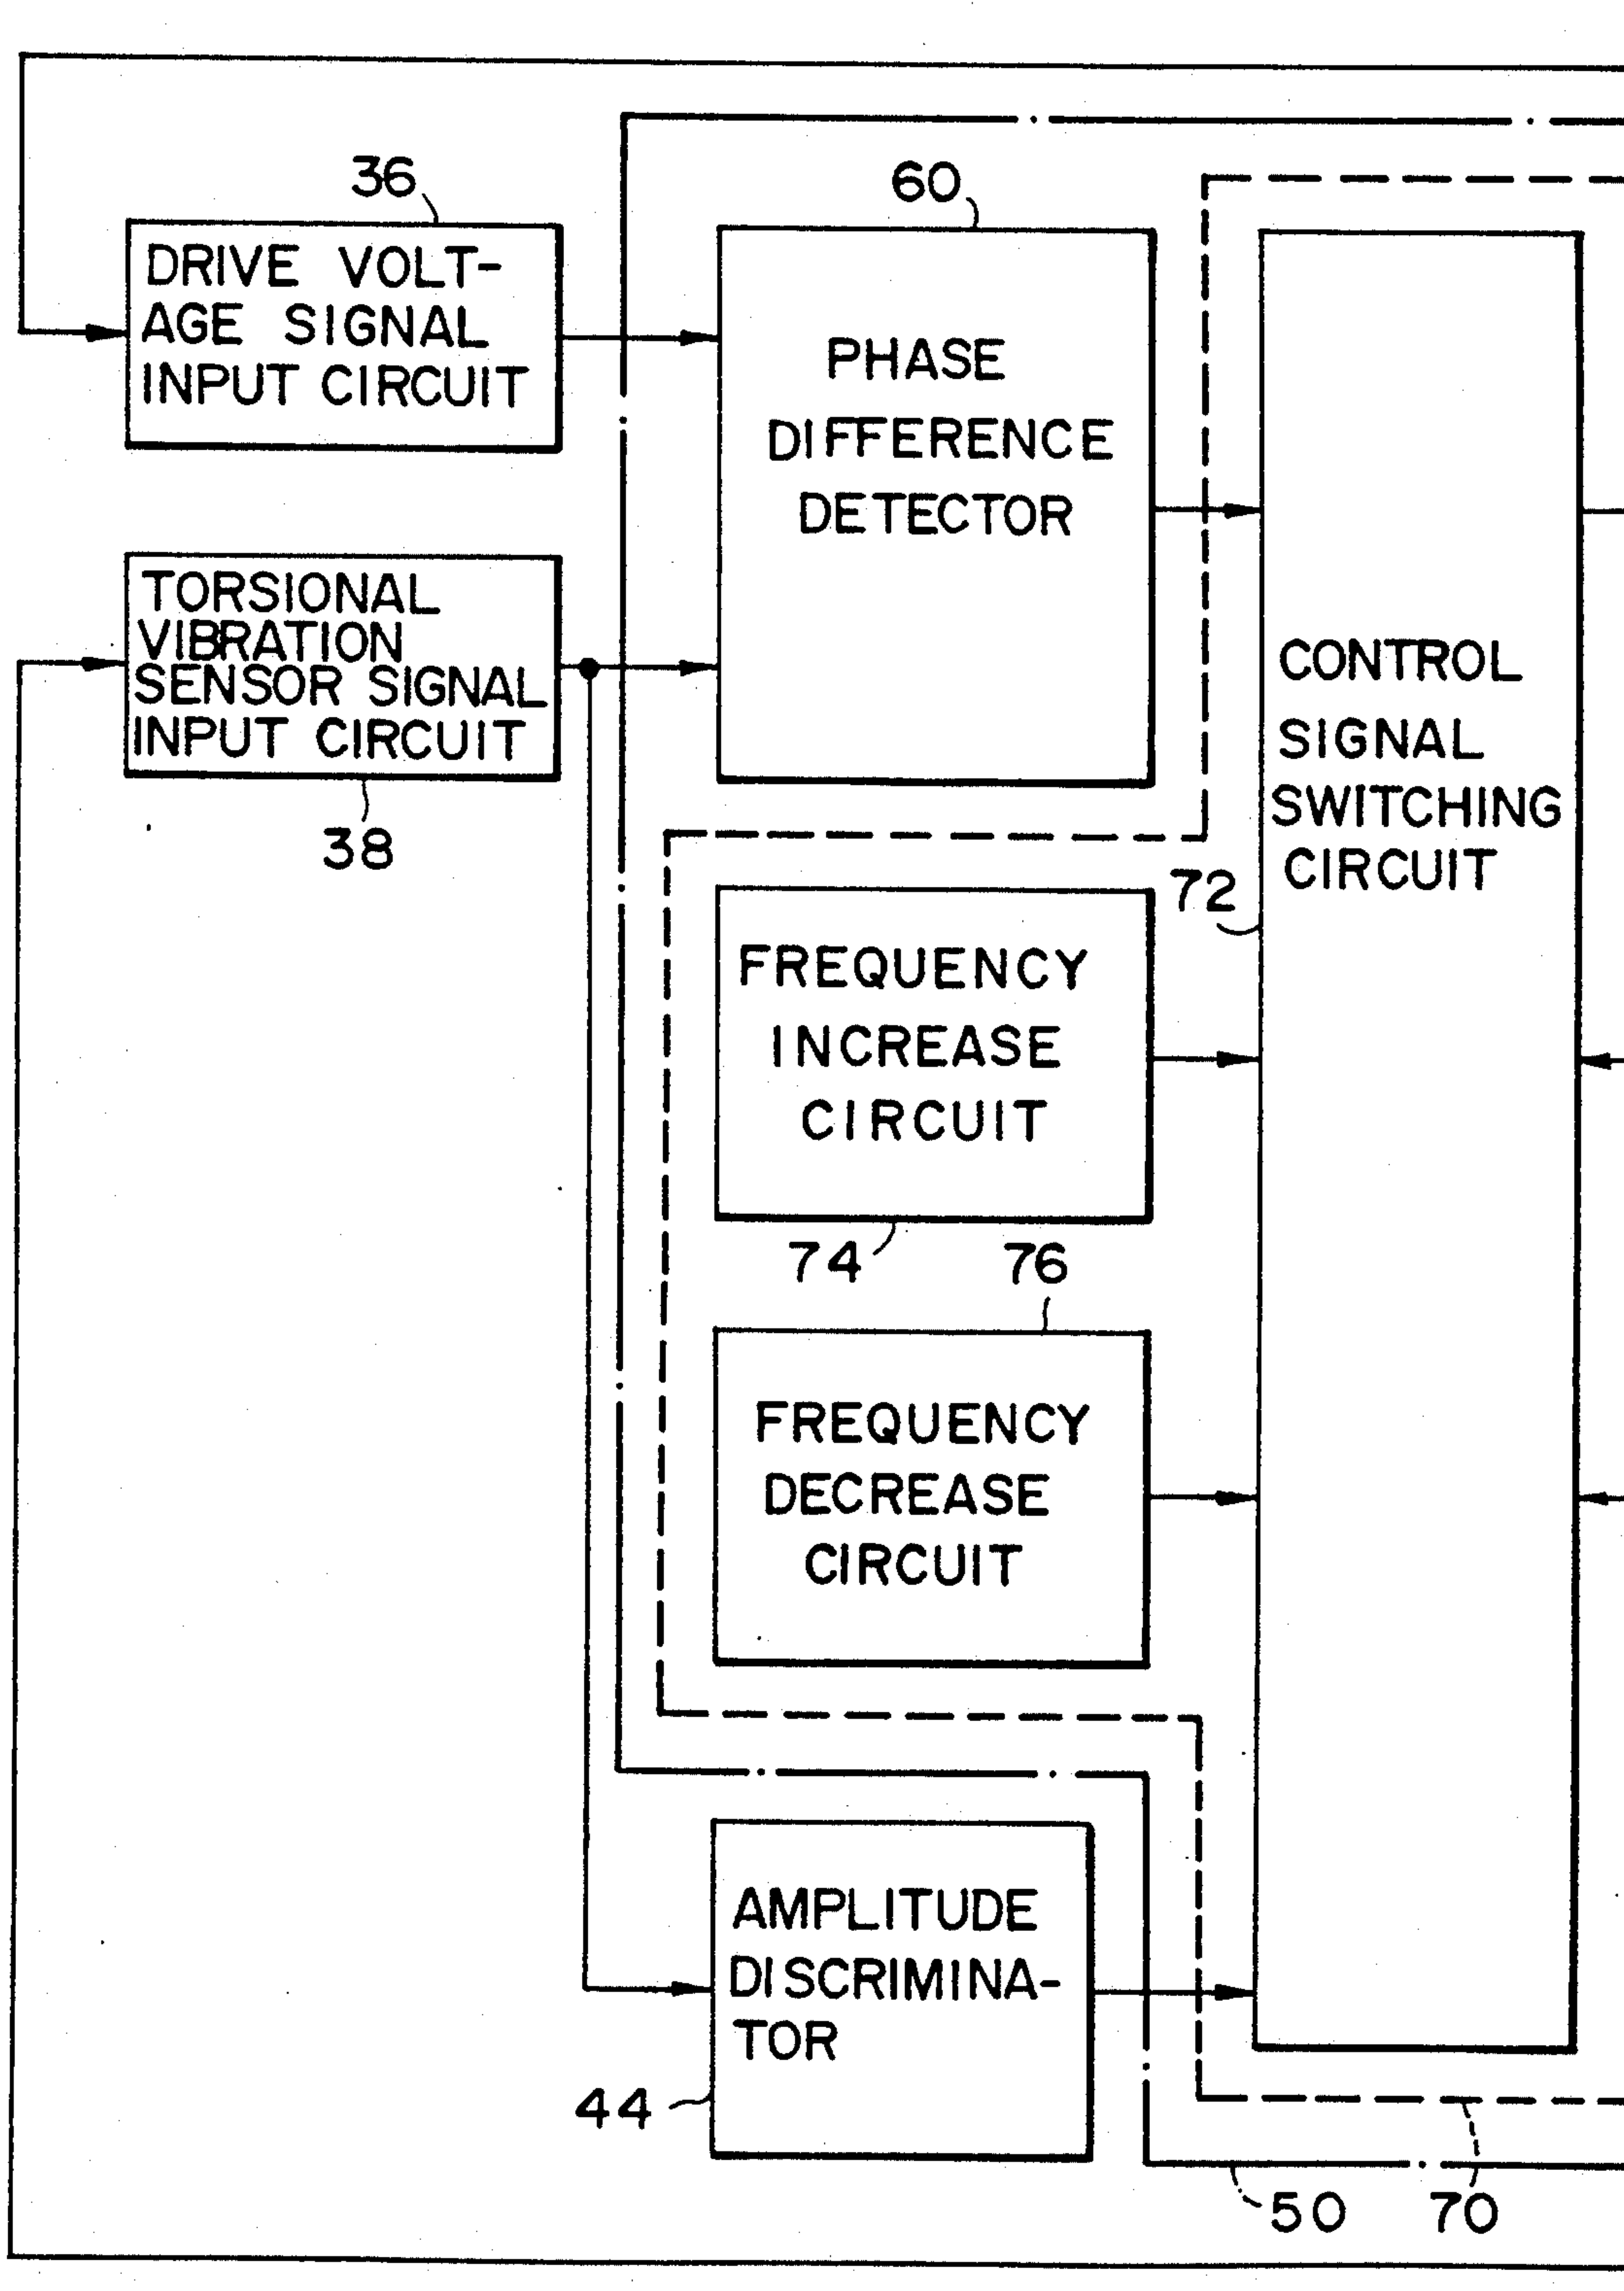 36
DRIVE VOLT-
AGE SIGNAL
INPUT CIRCUIT
60
PHASE
DIFFERENCE
DETECTOR
TORSIONAL
VIBRATION
SENSOR SIGNAL
INPUT CIRCUIT
38
CONTROL
SIGNAL
SWITCHING
CIRCUIT
72
FREQUENCY
INCREASE
CIRCUIT
74
76
FREQUENCY
DECREASE
CIRCUIT
AMPLITUDE
DISCRIMINA-
TOR
44
50
70